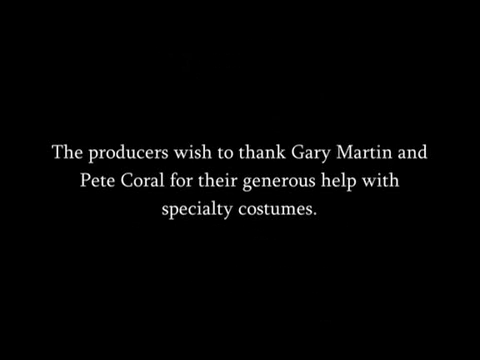 The producers wish to thank Gary Martin and
Pete Coral for their generous help with
specialty costumes.